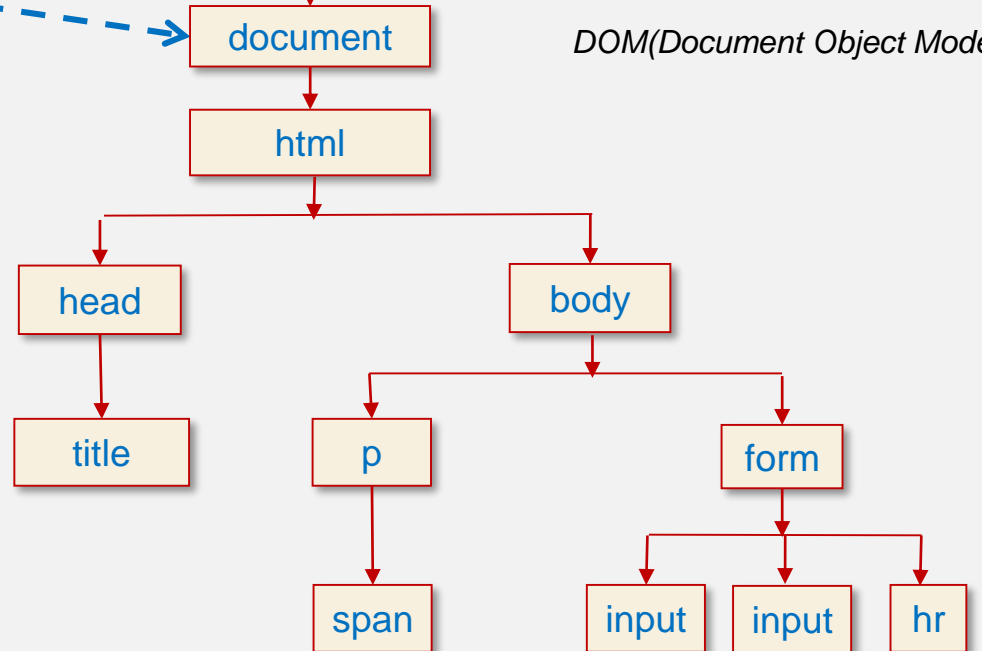 document
DOM(Document Object Mode
html
head
body
title
p
form
span
input
input
hr